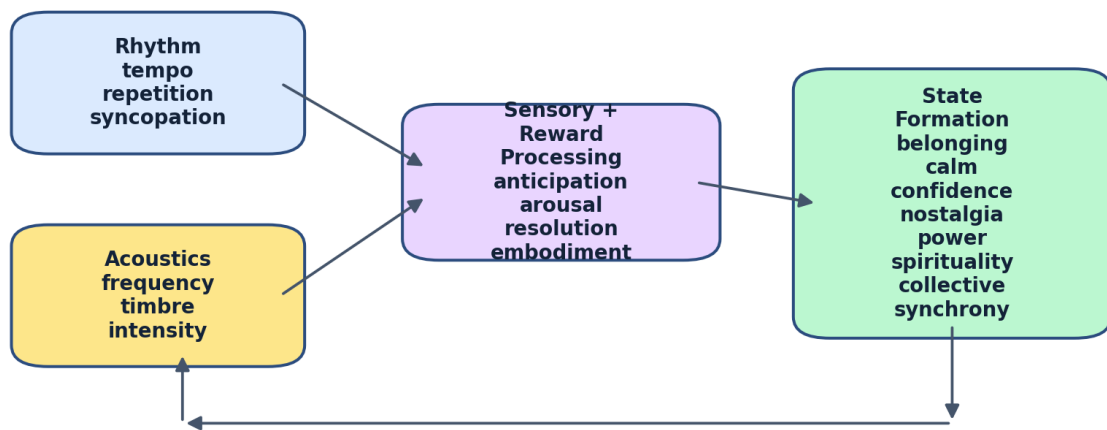 Rhythm
tempo
repetition
syncopation
Acoustics
frequency
timbre
intensity
Sensory +
Reward
Processing
anticipation
arousal
resolution
embodiment
State
Formation
belonging
calm
confidence
nostalgia
power
spirituality
collective
synchrony